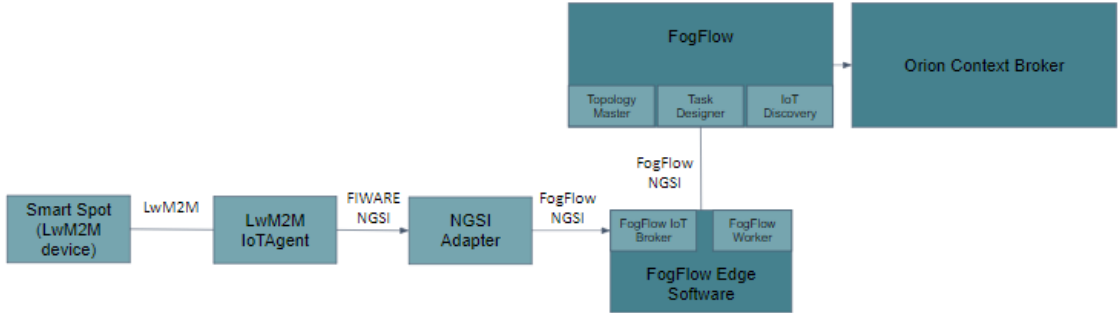 FogFlow
Orion Context Broker
Topology
Master
Task
Designer
IoT
Discovery
FogFlow
NGSI
Smart Spot
(LwM2M
device)
LwM2M
LwM2M
IoTAgent
FIWARE
NGSI
NGSI
Adapter
FogFlow
NGSI
FogFlow IoT
Broker
FogFlow
Worker
FogFlow Edge
Software